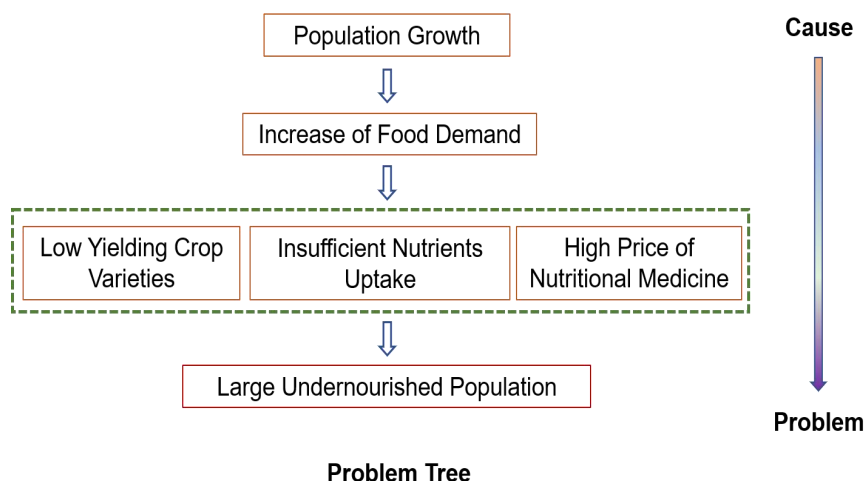 Population Growth
Cause
Increase of Food Demand
Low Yielding Crop
Varieties
Insufficient Nutrients
Uptake
High Price of
Nutritional Medicine
Large Undernourished Population
Problem
Problem Tree